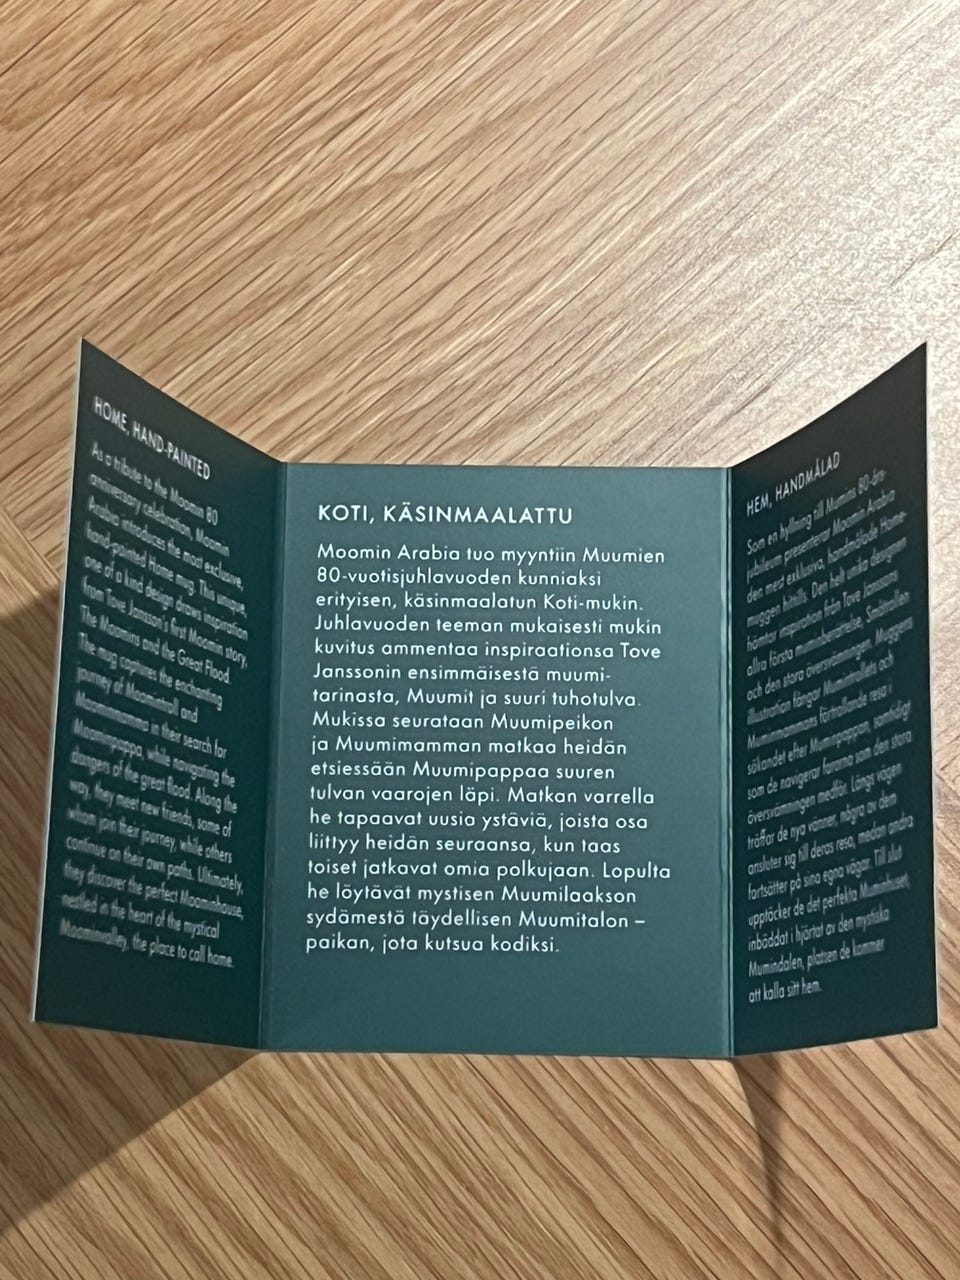 HOME, HAND-PAINTED
As a tribute to the Moomin 80
anniversary celebration, Moomin
Arabia introduces the most exclusive,
hand-painted Home mug. This unique,
one of a kind design draws inspiration
from Tove Jansson's first Moomin story,
The Moomins and the Great Flood.
The mug captures the enchanting
journey of Moomintroll and
Moominmamma in their search for
Moominpappa, while navigating the
dangers of the great flood. Along the
way, they meet new friends, some of
whom join their journey, while others
continue on their own paths. Ultimately,
they discover the perfect Moominhouse,
nestled in the heart of the mystical
Moominvalley, the place to call home.
KOTI, KÄSINMAALATTU
Moomin Arabia tuo myyntiin Muumien
80-vuotisjuhlavuoden kunniaksi
erityisen, käsinmaalatun Koti-mukin.
Juhlavuoden teeman mukaisesti mukin
kuvitus ammentaa inspiraationsa Tove
Janssonin ensimmäisestä muumi-
tarinasta, Muumit ja suuri tuhotulva.
Mukissa seurataan Muumipeikon
ja Muumimamman matkaa heidän
etsiessään Muumipappaa suuren
tulvan vaarojen läpi. Matkan varrella
he tapaavat uusia ystäviä, joista osa
liittyy heidän seuraansa, kun taas
toiset jatkavat omia polkujaan. Lopulta
he löytävät mystisen Muumilaakson
sydämestä täydellisen Muumitalon –
paikan, jota kutsua kodiksi.
HEM, HANDMÅLAD
Som en hyllning till Mumins 80-års-
jubileum presenterar Moomin Arabia
den mest exklusiva, handmålade Home-
muggen hittills. Den helt unika designen
hämtar inspiration från Tove Janssons
allra första muminberättelse, Småtrollen
och den stora översvämningen. Muggens
illustration fångar Mumintrollets och
Muminmammans förtrollande resa i
sökandet efter Muminpappan, samtidigt
som de navigerar farorna som den stora
översvämningen medför. Längs vägen
träffar de nya vänner, några av dem
ansluter sig till deras resa, medan andra
fortsätter på sina egna vägar. Till slut
upptäcker de det perfekta Muminhuset,
inbäddat i hjärtat av den mystiska
Mumindalen, platsen de kommer
att kalla sitt hem.